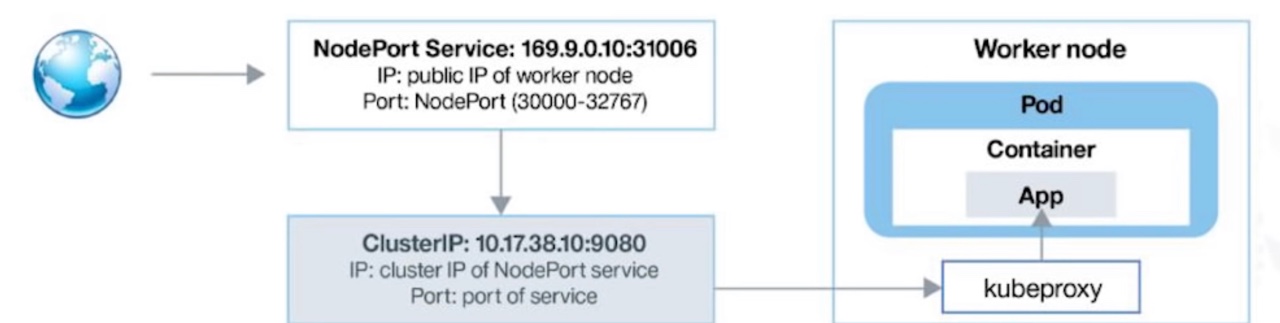 NodePort Service: 169.9.0.10:31006
IP: public IP of worker node
Port: NodePort (30000-32767)
ClusterIP: 10.17.38.10:9080
IP: cluster IP of NodePort service
Port: port of service
Worker node
Pod
Container
App
kubeproxy